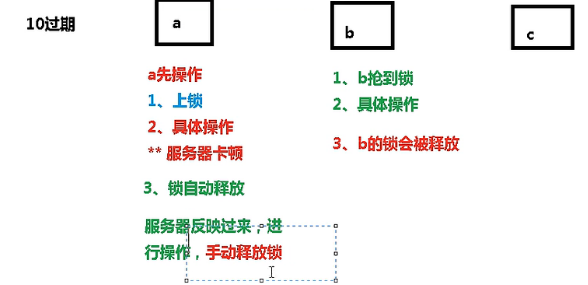 10过期
a
b
c
a先操作
1、上锁
2、具体操作
** 服务器卡顿
3、锁自动释放
服务器反映过来，进
行操作，手动释放锁
1、b抢到锁
2、具体操作
3、b的锁会被释放